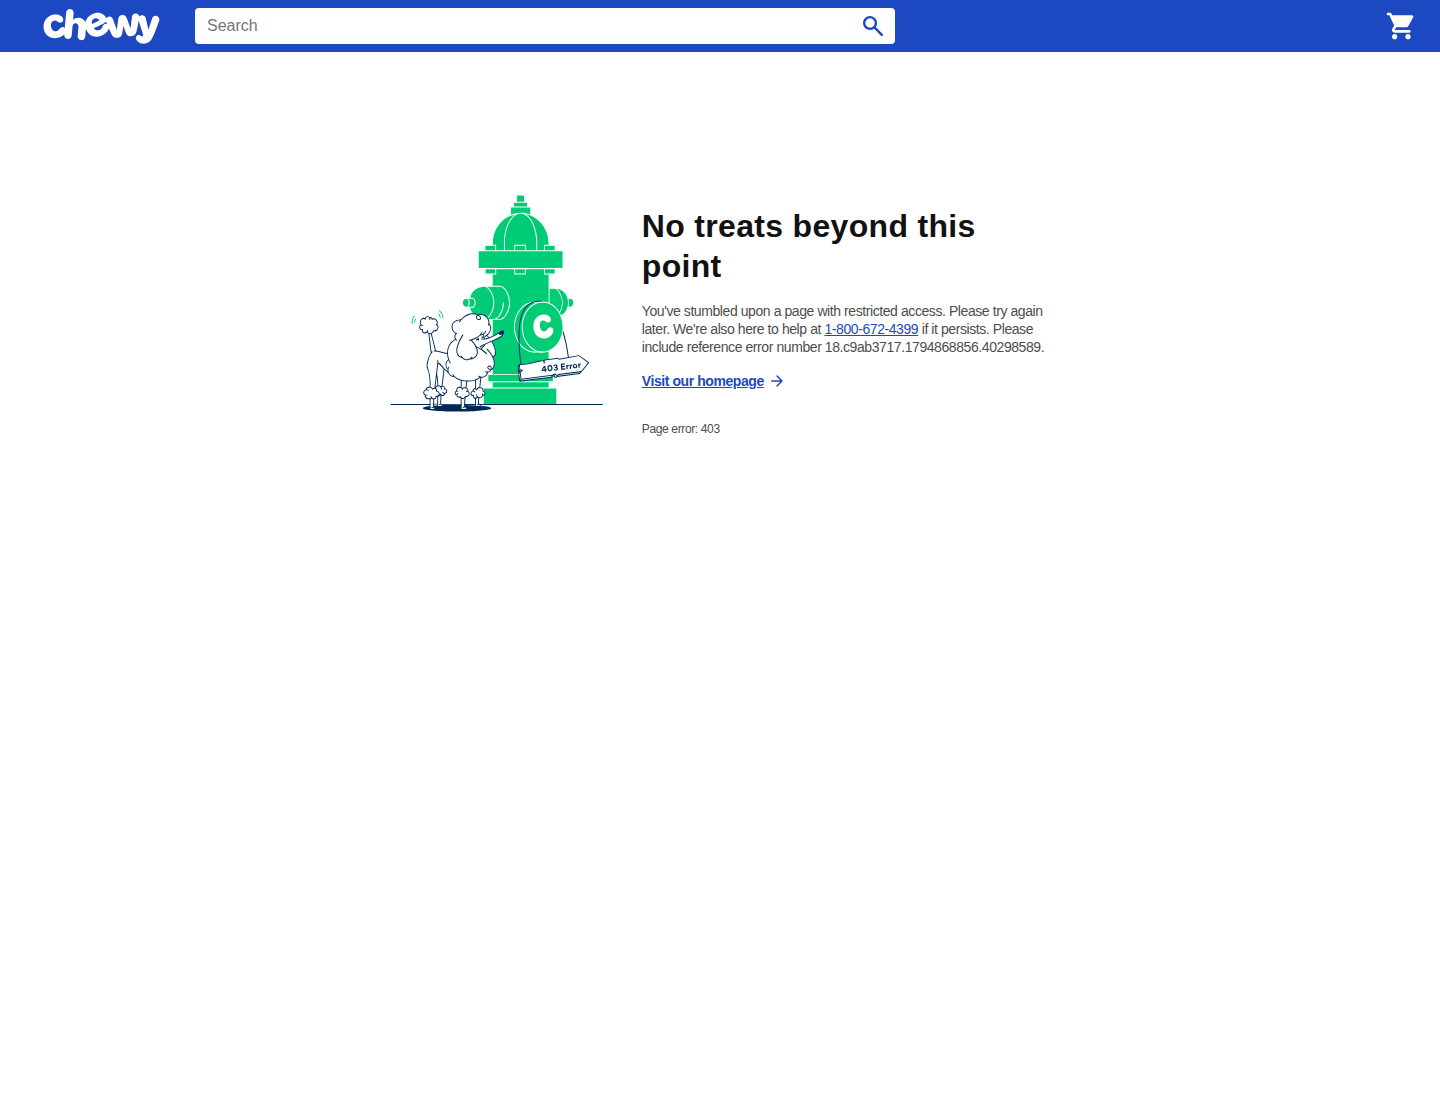 chewy
Search
No treats beyond this
point
You've stumbled upon a page with restricted access. Please try again
later. We're also here to help at 1-800-672-4399 if it persists. Please
include reference error number 18.c9ab3717.1794868856.40298589.
C
403 Error
Visit our homepage
Page error: 403